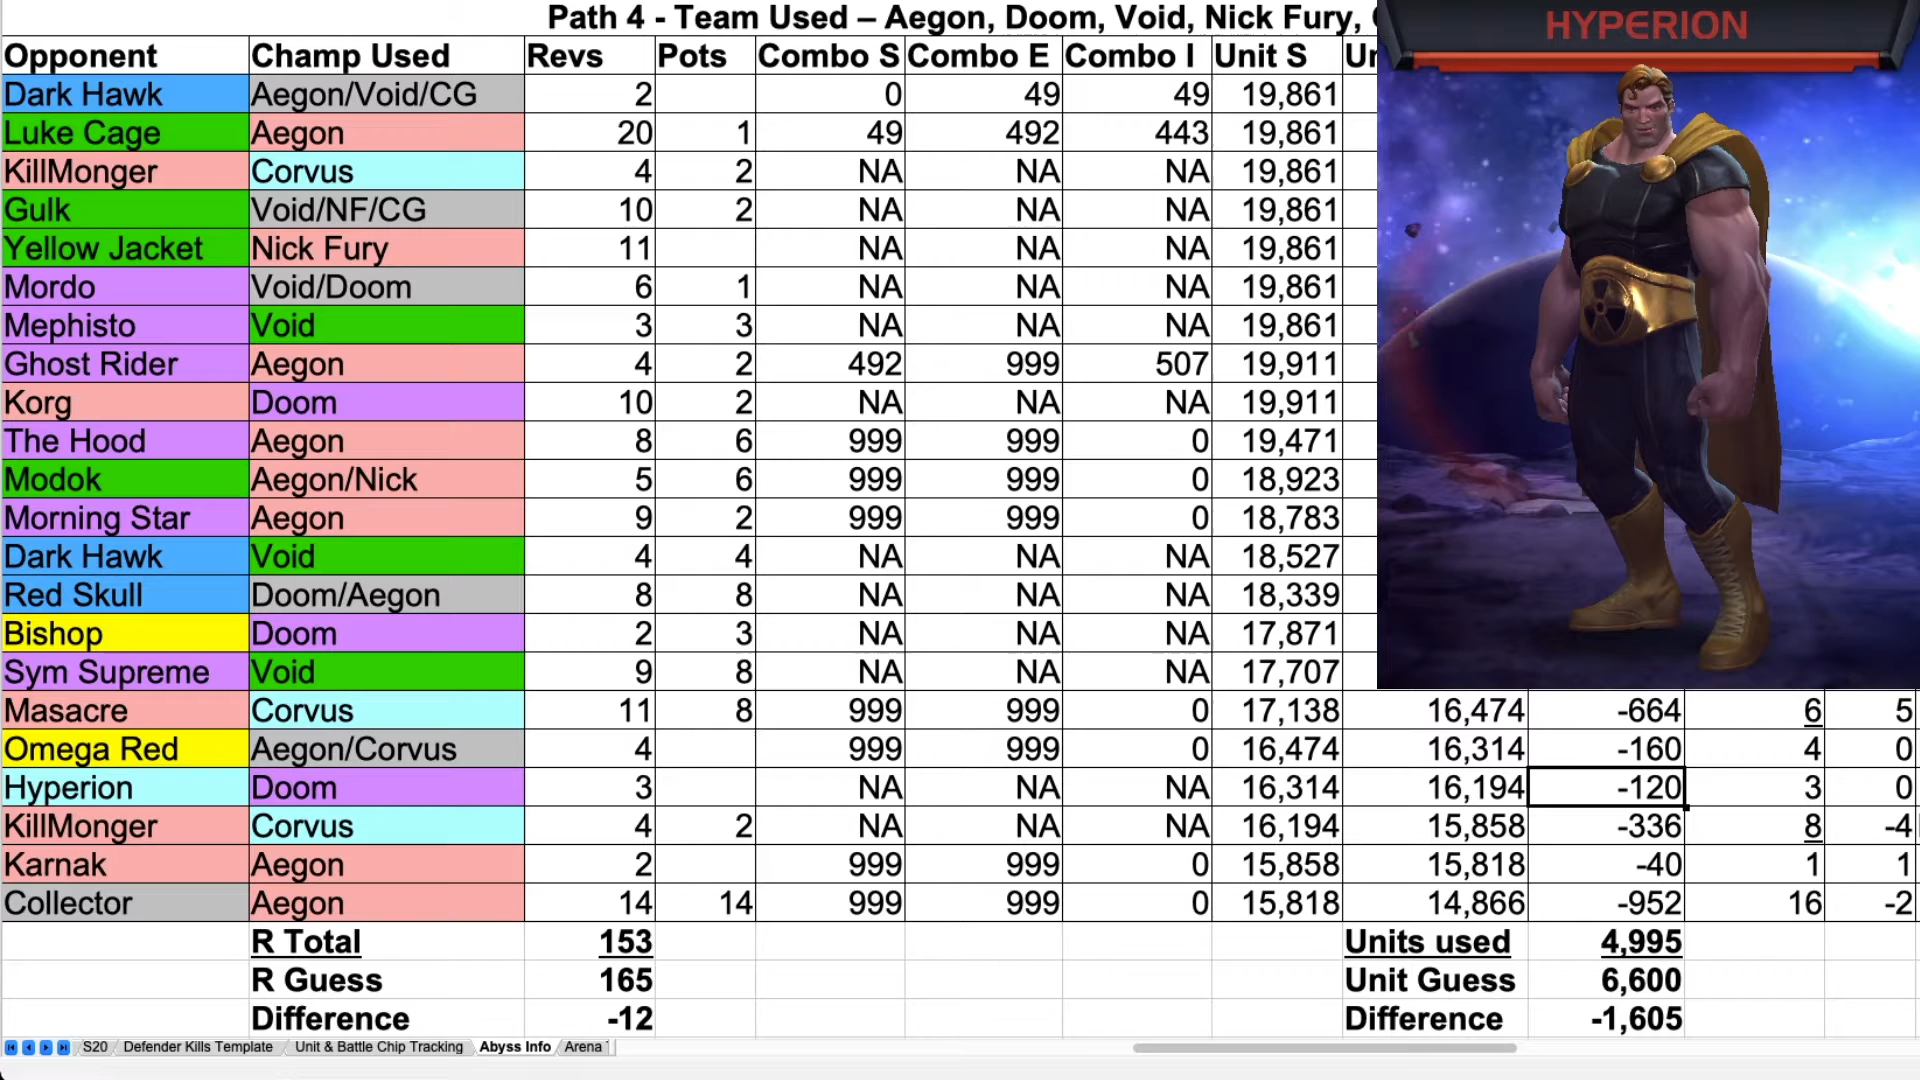 Path 4 - Team Used – Aegon, Doom, Void, Nick Fury,
HYPERION
Opponent Champ Used Revs Pots Combo S Combo E Combo I Unit S
Dark Hawk Aegon/Void/CG 2 0 49 49 19,861
Luke Cage Aegon 20 1 49 492 443 19,861
KillMonger Corvus 4 2 NA NA NA 19,861
Gulk Void/NF/CG 10 2 NA NA NA 19,861
Yellow Jacket Nick Fury 11 NA NA NA 19,861
Mordo Void/Doom 6 1 NA NA NA 19,861
Mephisto Void 3 3 NA NA NA 19,861
Ghost Rider Aegon 4 2 492 999 507 19,911
Korg Doom 10 2 NA NA NA 19,911
The Hood Aegon 8 6 999 999 0 19,471
Modok Aegon/Nick 5 6 999 999 0 18,923
Morning Star Aegon 9 2 999 999 0 18,783
Dark Hawk Void 4 4 NA NA NA 18,527
Red Skull Doom/Aegon 8 8 NA NA NA 18,339
Bishop Doom 2 3 NA NA NA 17,871
Sym Supreme Void 9 8 NA NA NA 17,707
Masacre Corvus 11 8 999 999 0 17,138 16,474 -664 6 5
Omega Red Aegon/Corvus 4 999 999 0 16,474 16,314 -160 4 0
Hyperion Doom 3 NA NA NA 16,314 16,194 -120 3 0
KillMonger Corvus 4 2 NA NA NA 16,194 15,858 -336 8 -4
Karnak Aegon 2 999 999 0 15,858 15,818 -40 1 1
Collector Aegon 14 14 999 999 0 15,818 14,866 -952 16 -2
R Total 153 Units used 4,995
R Guess 165 Unit Guess 6,600
Difference -12 Difference -1,605
S20 Defender Kills Template Unit & Battle Chip Tracking Abyss Info Arena